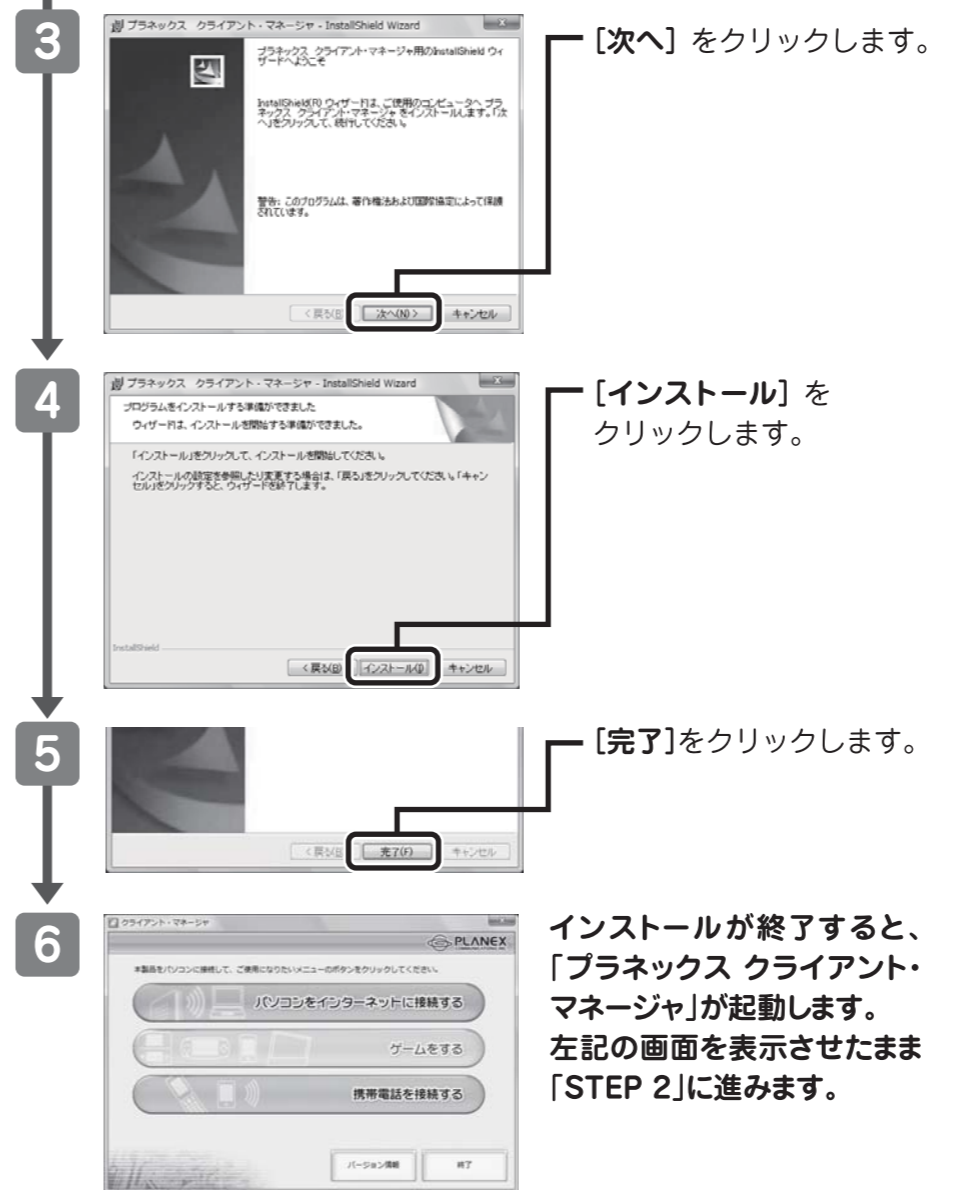 3
プラネックス クライアント・マネージャ - InstallShield Wizard
プラネックス クライアント・マネージャ用のInstallShield ウィ
ザードへようこそ
InstallShield(R) ウィザードは、ご使用のコンピュータへ プラ
ネックス クライアント・マネージャ をインストールします。「次
へ」をクリックして、続行してください。
警告: このプログラムは、著作権法および国際協定によって保護
されています。
< 戻る(B
次へ(N) >
キャンセル
[次へ] をクリックします。
4
プラネックス クライアント・マネージャ - InstallShield Wizard
プログラムをインストールする準備ができました
ウィザードは、インストールを開始する準備ができました。
「インストール」をクリックして、インストールを開始してください。
インストールの設定を参照したり変更する場合は、「戻る」をクリックしてください。「キャン
セル」をクリックすると、ウィザードを終了します。
InstallShield
< 戻る(B)
インストール(I)
キャンセル
[インストール] を
クリックします。
5
< 戻る(B
完了(F)
キャンセル
[完了]をクリックします。
6
クライアント・マネージャ
PLANEX
本製品をパソコンに接続して、ご使用になりたいメニューのボタンをクリックしてください。
パソコンをインターネットに接続する
ゲームをする
携帯電話を接続する
バージョン情報
終了
インストールが終了すると、
「プラネックス クライアント・
マネージャ」が起動します。
左記の画面を表示させたまま
「STEP 2」に進みます。